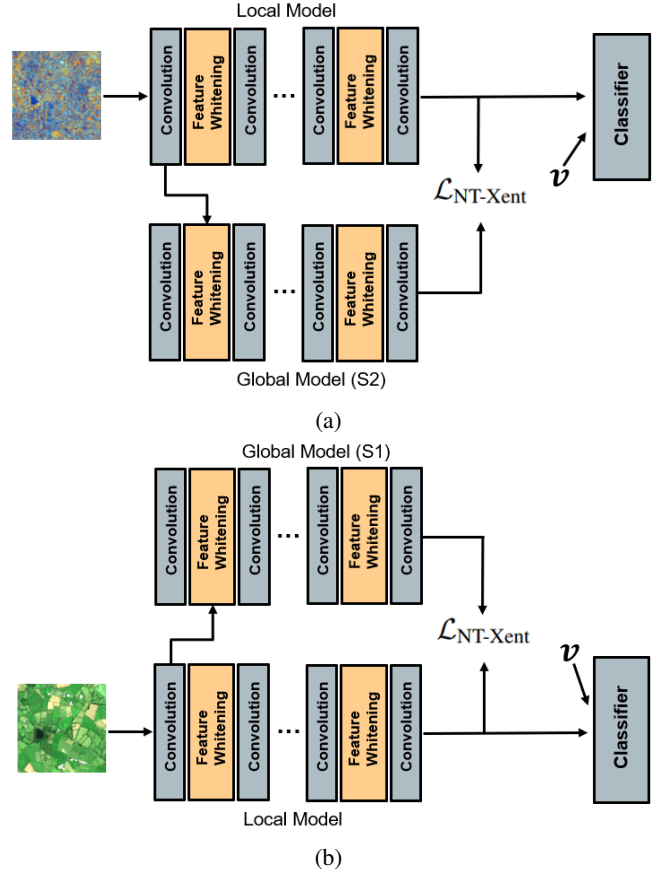 Local Model
Convolution
Feature
Whitening
Convolution
...
Convolution
Feature
Whitening
Convolution
Classifier
v
ℒNT-Xent
Convolution
Feature
Whitening
Convolution
...
Convolution
Feature
Whitening
Convolution
Global Model (S2)
(a)
Global Model (S1)
Convolution
Feature
Whitening
Convolution
...
Convolution
Feature
Whitening
Convolution
ℒNT-Xent
v
Convolution
Feature
Whitening
Convolution
...
Convolution
Feature
Whitening
Convolution
Classifier
Local Model
(b)